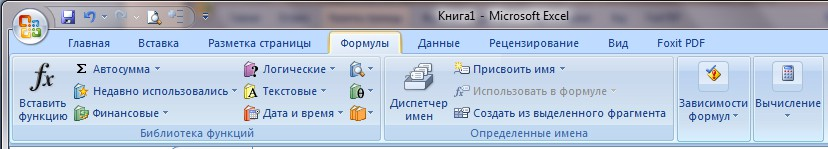 Книга1 - Microsoft Excel
Главная Вставка Разметка страницы Формулы Данные Рецензирование Вид Foxit PDF
fx Σ Автосумма Логические Присвоить имя
Вставить функцию Недавно использовались Текстовые Диспетчер имен Использовать в формуле Зависимости формул Вычисление
Финансовые Дата и время Создать из выделенного фрагмента
Библиотека функций Определенные имена